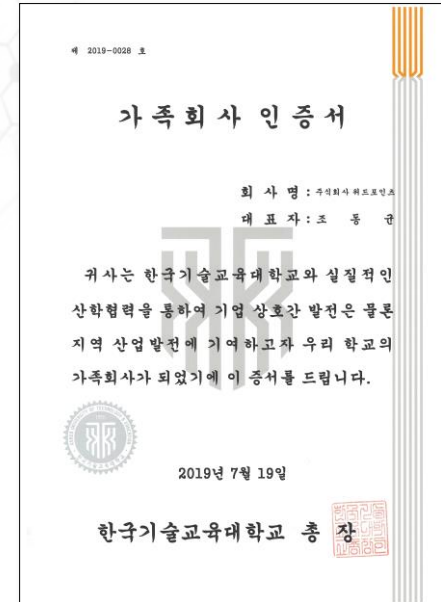 제 2019-0028 호
가족회사 인증서
회 사 명 : 주식회사 위드포인츠
대 표 자 : 조 동 균
귀사는 한국기술교육대학교와 실질적인
산학협력을 통하여 기업 상호간 발전은 물론
지역 산업발전에 기여하고자 우리 학교의
가족회사가 되었기에 이 증서를 드립니다.
2019년 7월 19일
한국기술교육대학교 총 장